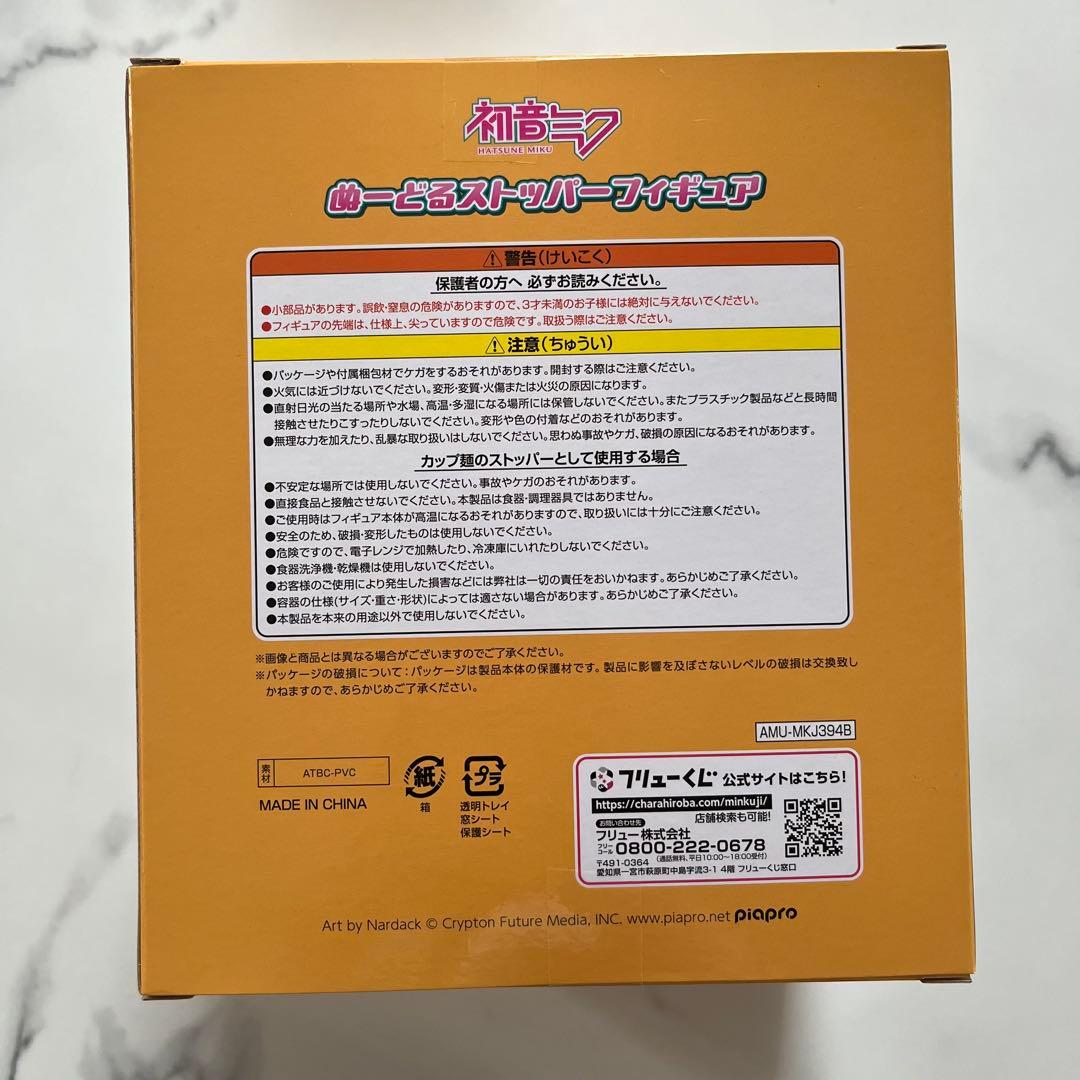 初音ミク
HATSUNE MIKU
ぬーどるストッパーフィギュア
⚠警告(けいこく)
保護者の方へ 必ずお読みください。
●小部品があります。誤飲・窒息の危険がありますので、3才未満のお子様には絶対に与えないでください。
●フィギュアの先端は、仕様上、尖っていますので危険です。取扱う際はご注意ください。
⚠注意(ちゅうい)
●パッケージや付属梱包材でケガをするおそれがあります。開封する際はご注意ください。
●火気には近づけないでください。変形・変質・火傷または火災の原因になります。
●直射日光の当たる場所や水場、高温・多湿になる場所には保管しないでください。またプラスチック製品などと長時間
接触させたりこすったりしないでください。変形や色の付着などのおそれがあります。
●無理な力を加えたり、乱暴な取り扱いはしないでください。思わぬ事故やケガ、破損の原因になるおそれがあります。
カップ麺のストッパーとして使用する場合
●不安定な場所では使用しないでください。事故やケガのおそれがあります。
●直接食品と接触させないでください。本製品は食器・調理器具ではありません。
●ご使用時はフィギュア本体が高温になるおそれがありますので、取り扱いには十分にご注意ください。
●安全のため、破損・変形したものは使用しないでください。
●危険ですので、電子レンジで加熱したり、冷凍庫にいれたりしないでください。
●食器洗浄機・乾燥機は使用しないでください。
●お客様のご使用により発生した損害などには弊社は一切の責任をおいかねます。あらかじめご了承ください。
●容器の仕様(サイズ・重さ・形状)によっては適さない場合があります。あらかじめご了承ください。
●本製品を本来の用途以外で使用しないでください。
※画像と商品とは異なる場合がございますのでご了承ください。
※パッケージの破損について：パッケージは製品本体の保護材です。製品に影響を及ぼさないレベルの破損は交換致し
かねますので、あらかじめご了承ください。
AMU-MKJ394B
素材 ATBC-PVC
MADE IN CHINA
紙
箱
プラ
透明トレイ
窓シート
保護シート
フリューくじ 公式サイトはこちら!
https://charahiroba.com/minkuji/
店舗検索も可能!
お問い合わせ先
フリュー株式会社
フリーコール 0800-222-0678
(通話無料、平日10:00〜18:00受付)
〒491-0364
愛知県一宮市萩原町中島字流3-1 4階 フリューくじ窓口
Art by Nardack © Crypton Future Media, INC. www.piapro.net piapro